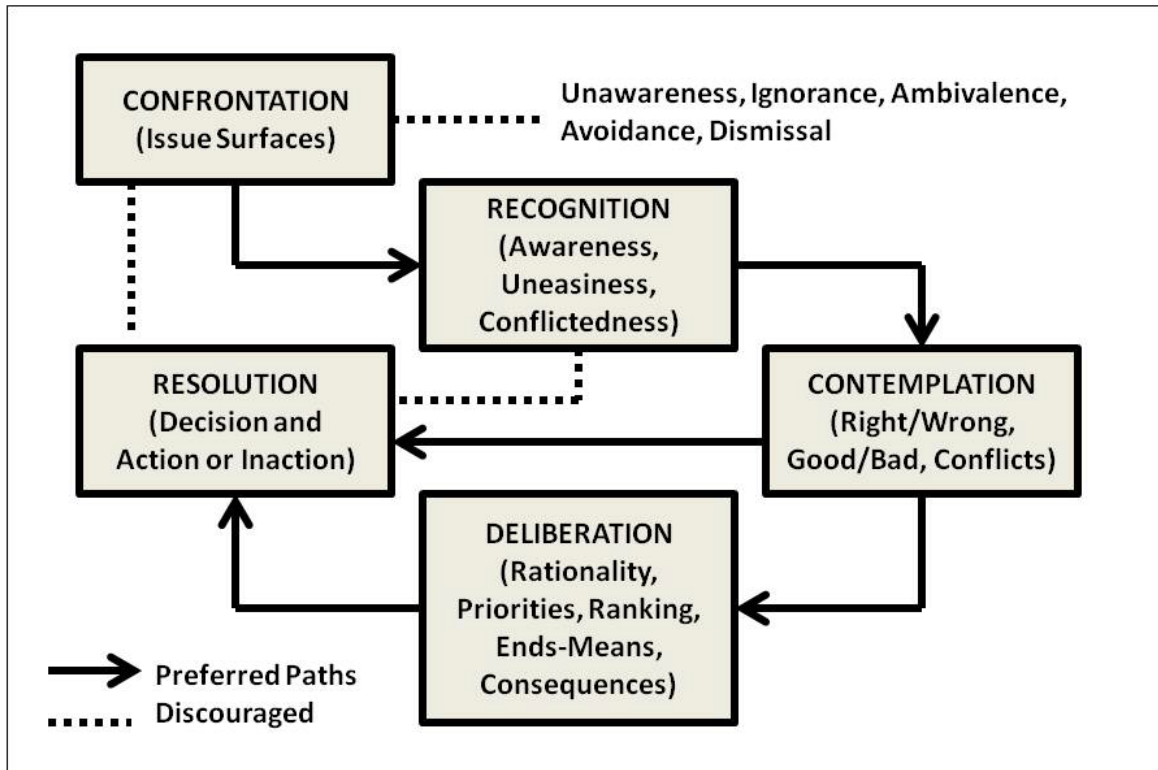 CONFRONTATION
(Issue Surfaces)
Unawareness, Ignorance, Ambivalence,
Avoidance, Dismissal
RECOGNITION
(Awareness,
Uneasiness,
Conflictedness)
RESOLUTION
(Decision and
Action or Inaction)
CONTEMPLATION
(Right/Wrong,
Good/Bad, Conflicts)
DELIBERATION
(Rationality,
Priorities, Ranking,
Ends-Means,
Consequences)
Preferred Paths
Discouraged